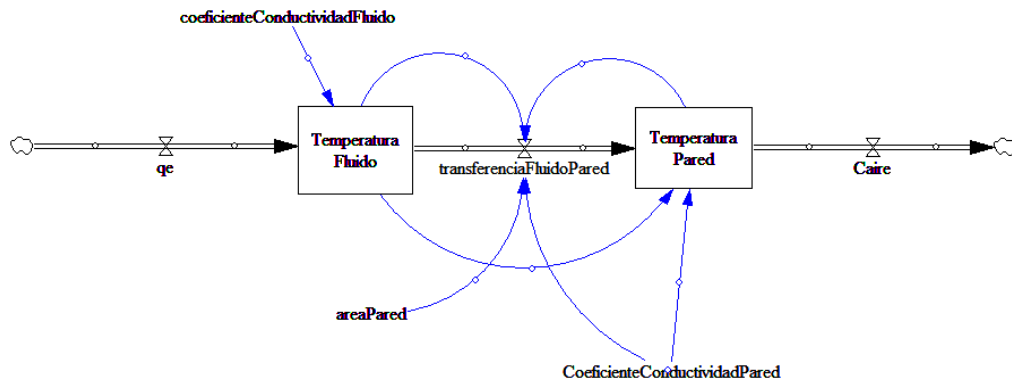 coeficienteConductividadFluido
Temperatura
Fluido
Temperatura
Pared
qe
transferenciaFluidoPared
Caire
areaPared
CoeficienteConductividadPared